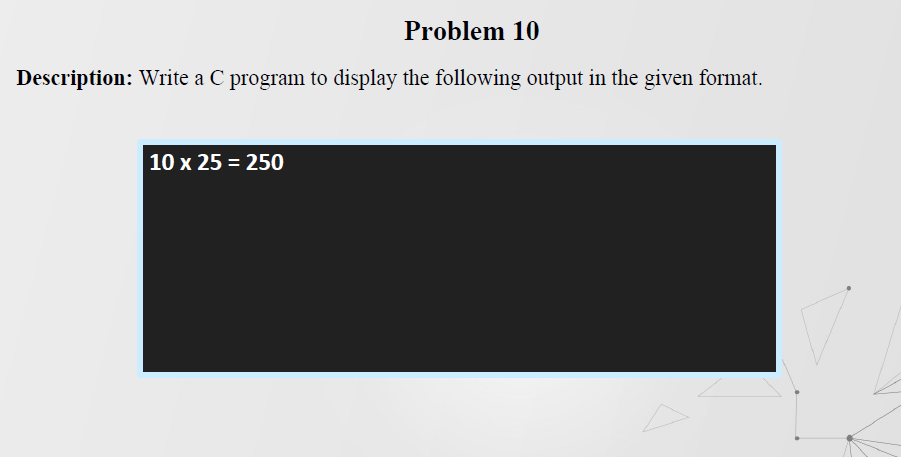 Problem 10
Description: Write a C program to display the following output in the given format.
10 x 25 = 250